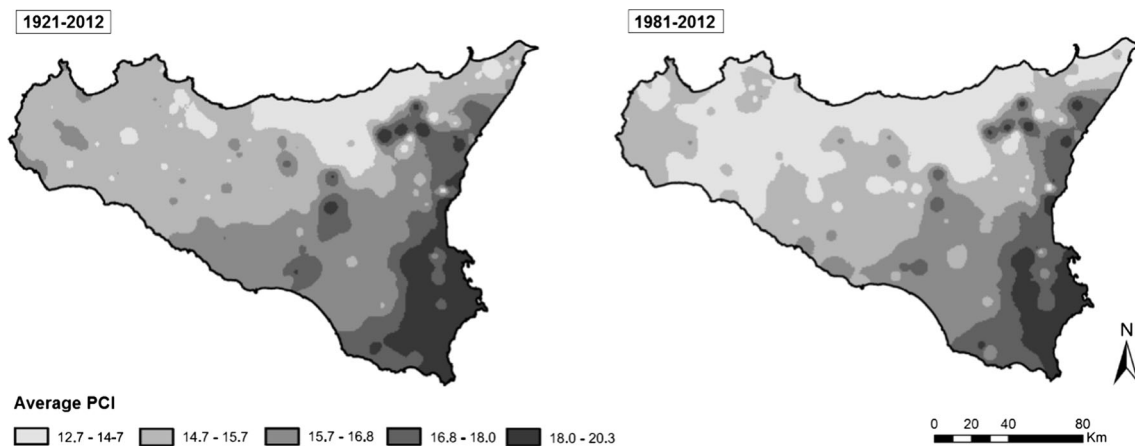 1921-2012
1981-2012
N
Average PCI
12.7 - 14-7
14.7 - 15.7
15.7 - 16.8
16.8 - 18.0
18.0 - 20.3
0 20 40 80
Km